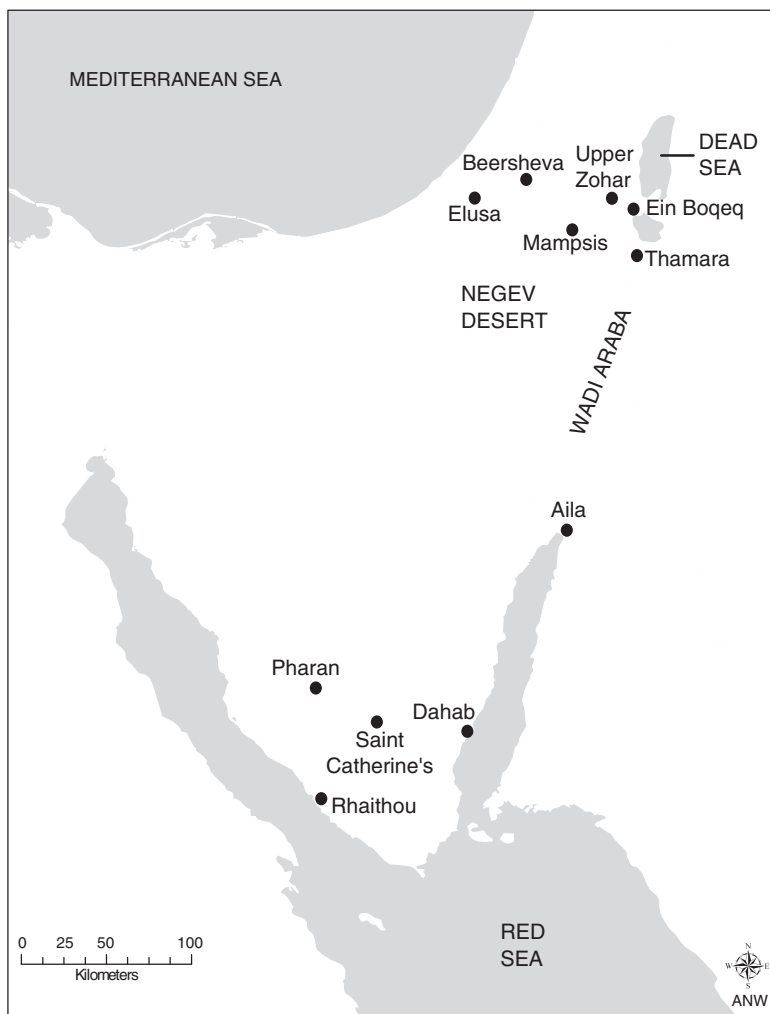 MEDITERRANEAN SEA
DEAD
SEA
Upper
Zohar
Beersheva
Elusa
Ein Boqeq
Mampsis
Thamara
NEGEV
DESERT
WADI ARABA
Aila
Pharan
Dahab
Saint
Catherine's
Rhaithou
RED
SEA
0 25 50 100
Kilometers
N
W E
S
ANW